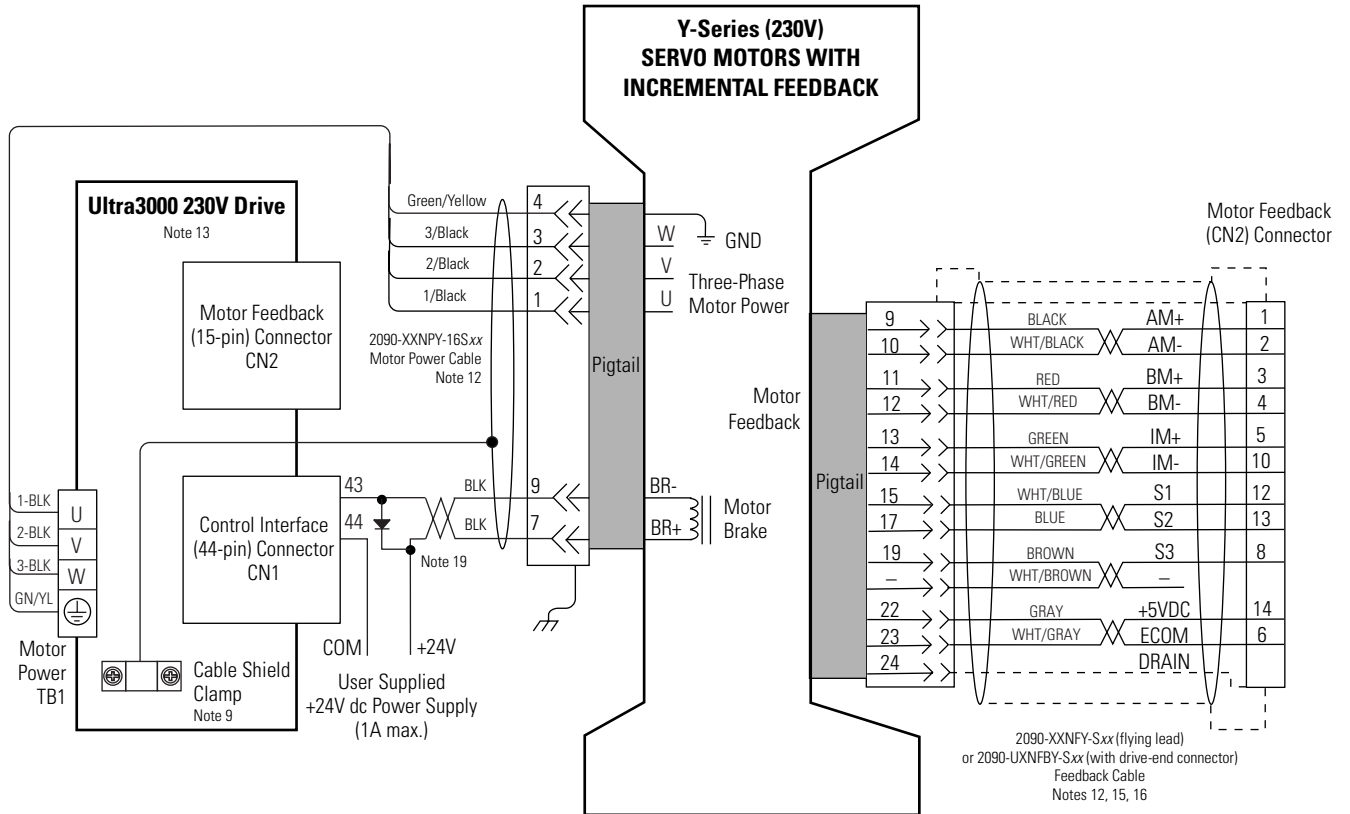 Y-Series (230V)
SERVO MOTORS WITH
INCREMENTAL FEEDBACK
Ultra3000 230V Drive
Note 13
Motor Feedback
(15-pin) Connector
CN2
Control Interface
(44-pin) Connector
CN1
1-BLK
2-BLK
3-BLK
GN/YL
U
V
W
Motor
Power
TB1
Cable Shield
Clamp
Note 9
43
44
COM
+24V
User Supplied
+24V dc Power Supply
(1A max.)
Note 19
BLK
BLK
Green/Yellow
3/Black
2/Black
1/Black
2090-XXNPY-16Sxx
Motor Power Cable
Note 12
4
3
2
1
9
7
Pigtail
W
V
U
GND
Three-Phase
Motor Power
BR-
BR+
Motor
Brake
Motor
Feedback
Pigtail
Motor Feedback
(CN2) Connector
9 BLACK AM+ 1
10 WHT/BLACK AM- 2
11 RED BM+ 3
12 WHT/RED BM- 4
13 GREEN IM+ 5
14 WHT/GREEN IM- 10
15 WHT/BLUE S1 12
17 BLUE S2 13
19 BROWN S3 8
– WHT/BROWN –
22 GRAY +5VDC 14
23 WHT/GRAY ECOM 6
24 DRAIN
2090-XXNFY-Sxx (flying lead)
or 2090-UXNFBY-Sxx (with drive-end connector)
Feedback Cable
Notes 12, 15, 16